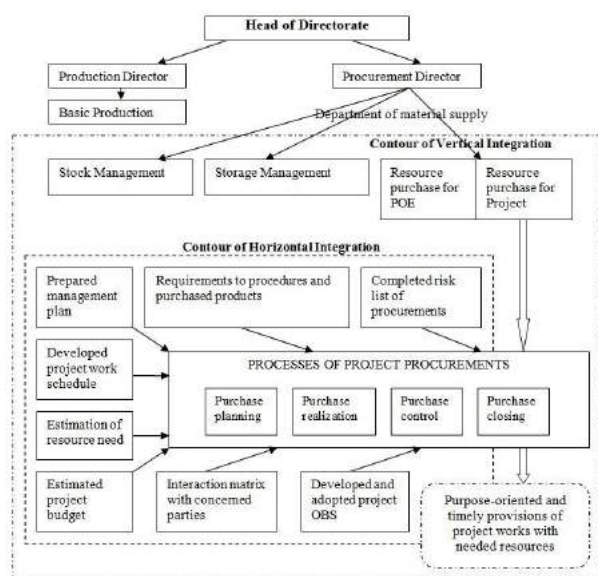 Head of Directorate
Production Director
Procurement Director
Basic Production
Department of material supply
Contour of Vertical Integration
Stock Management
Storage Management
Resource
purchase for
POE
Resource
purchase for
Project
Contour of Horizontal Integration
Prepared
management
plan
Requirements to procedures and
purchased products
Completed risk
list of
procurements
Developed
project work
schedule
PROCESSES OF PROJECT PROCUREMENTS
Purchase
planning
Purchase
realization
Purchase
control
Purchase
closing
Estimation of
resource need
Estimated
project
budget
Interaction matrix
with concerned
parties
Developed and
adopted project
OBS
Purpose-oriented and
timely provisions of
project works with
needed resources